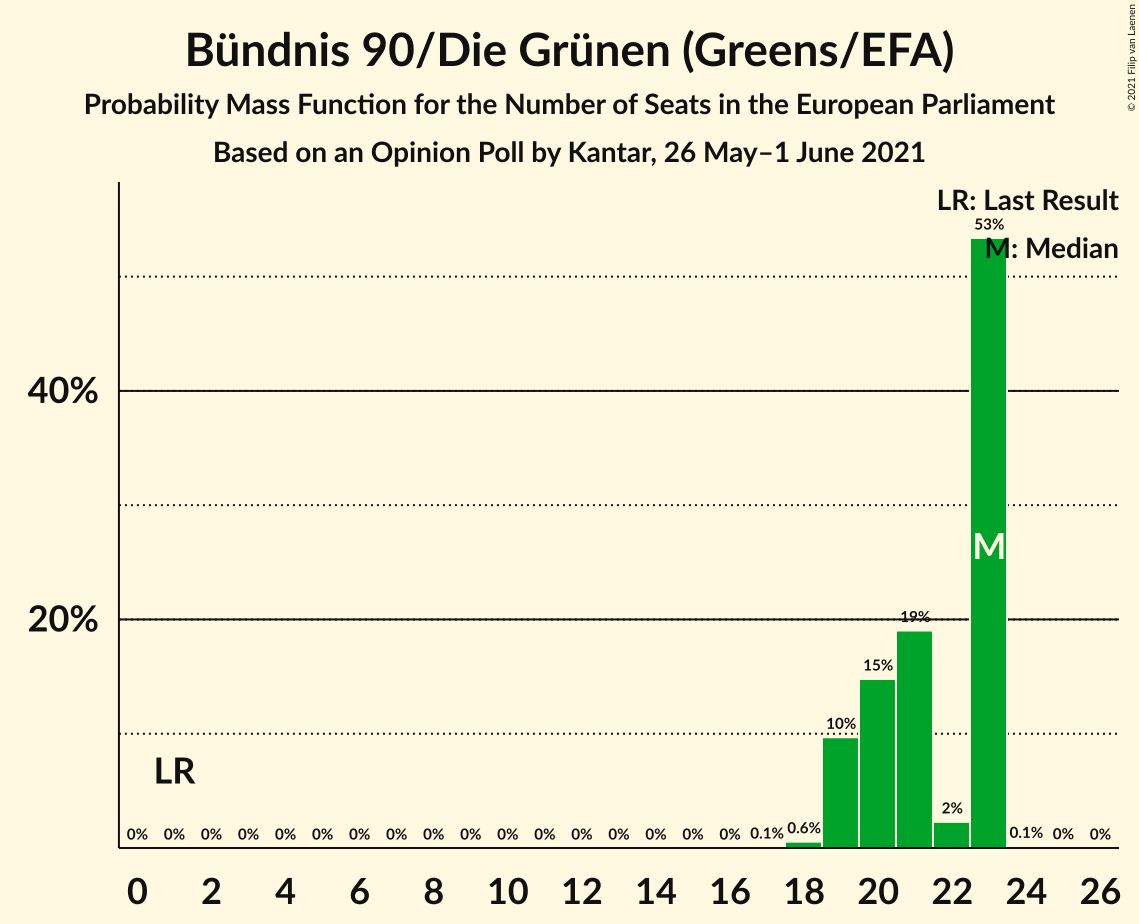 Bündnis 90/Die Grünen (Greens/EFA)
Probability Mass Function for the Number of Seats in the European Parliament
Based on an Opinion Poll by Kantar, 26 May–1 June 2021
© 2021 Filip van Laenen
LR: Last Result
53%
M: Median
40%
M
20%
19%
15%
10%
LR
2%
0% 0% 0% 0% 0% 0% 0% 0% 0% 0% 0% 0% 0% 0% 0% 0% 0% 0.1% 0.6% 0.1% 0% 0%
0 2 4 6 8 10 12 14 16 18 20 22 24 26